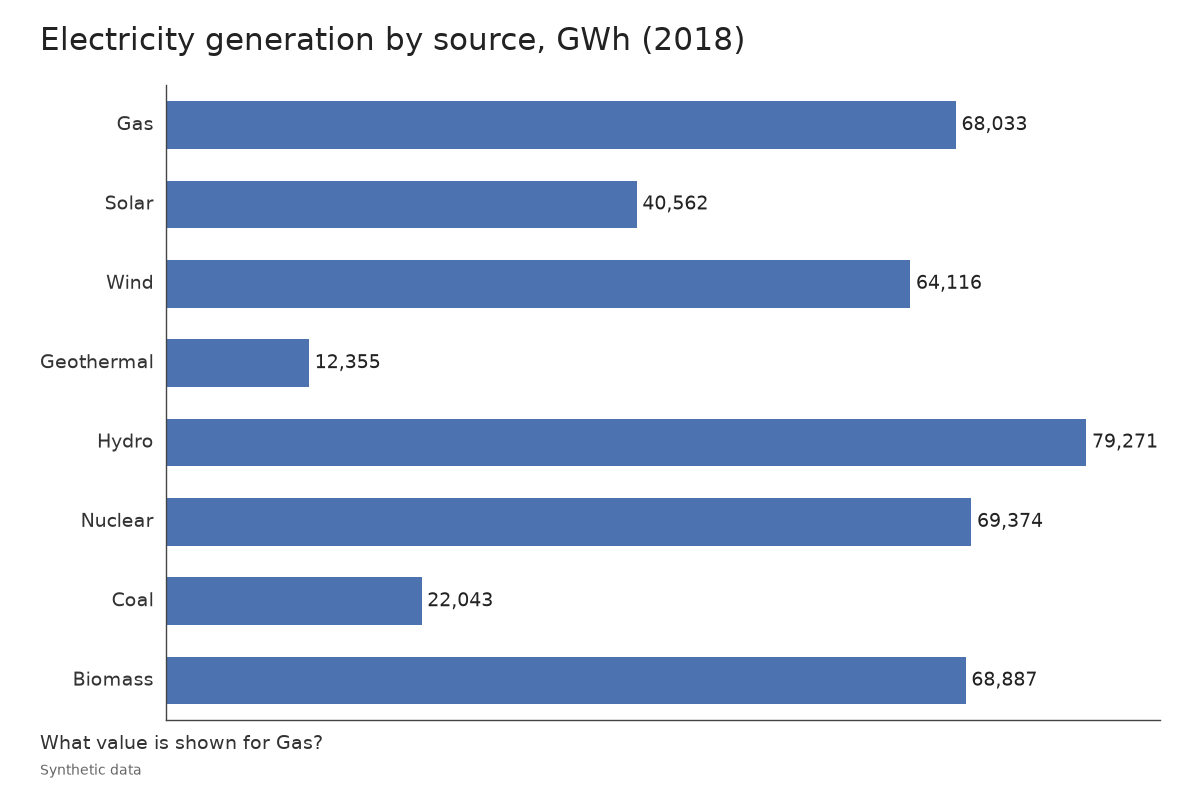 Electricity generation by source, GWh (2018)
Gas 68,033
Solar 40,562
Wind 64,116
Geothermal 12,355
Hydro 79,271
Nuclear 69,374
Coal 22,043
Biomass 68,887
What value is shown for Gas?
Synthetic data